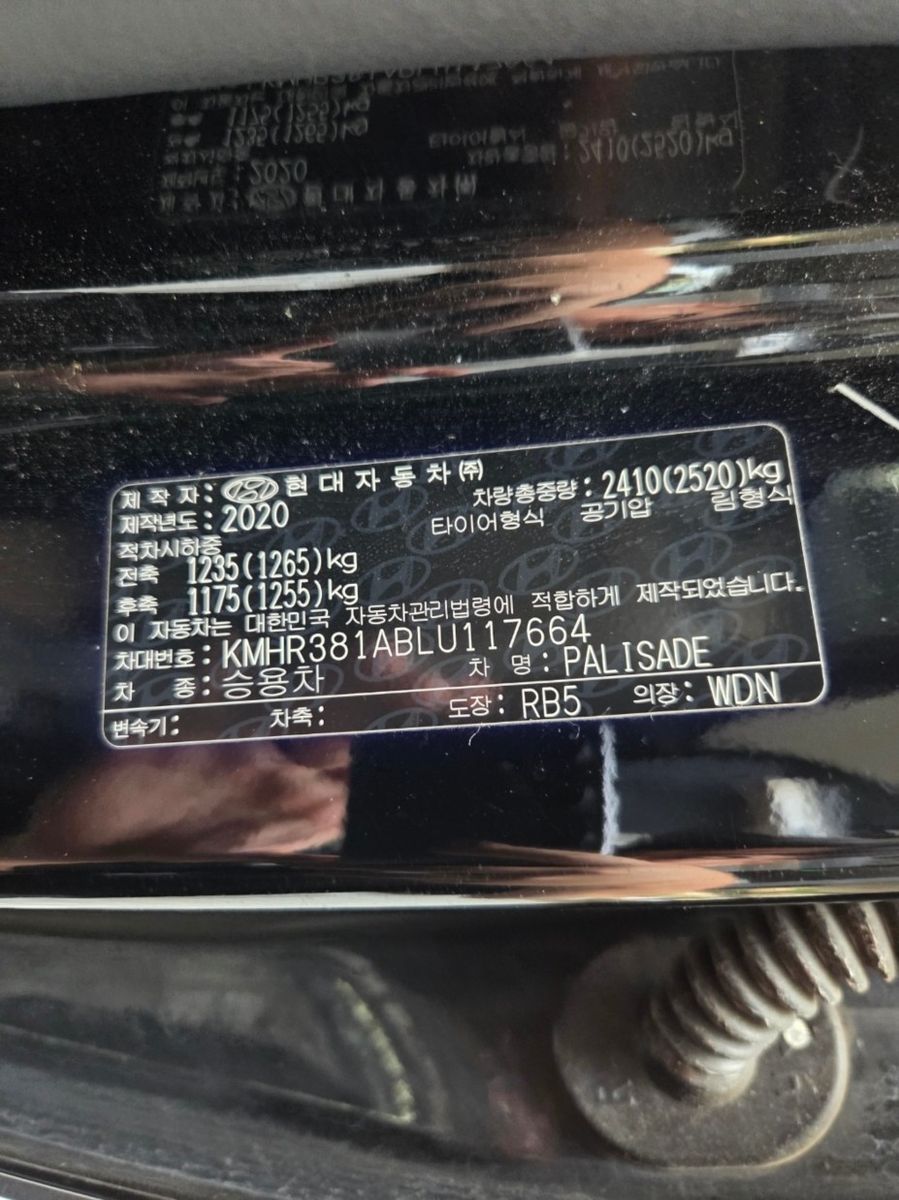 제작자: 현대자동차㈜
제작년도: 2020
차량총중량: 2410(2520)kg
타이어형식 공기압 림형식
적차시하중
전축 1235(1265)kg
후축 1175(1255)kg
이 자동차는 대한민국 자동차관리법령에 적합하게 제작되었습니다.
차대번호: KMHR381ABLU117664
차종: 승용차 차명: PALISADE
변속기: 차축: 도장: RB5 의장: WDN